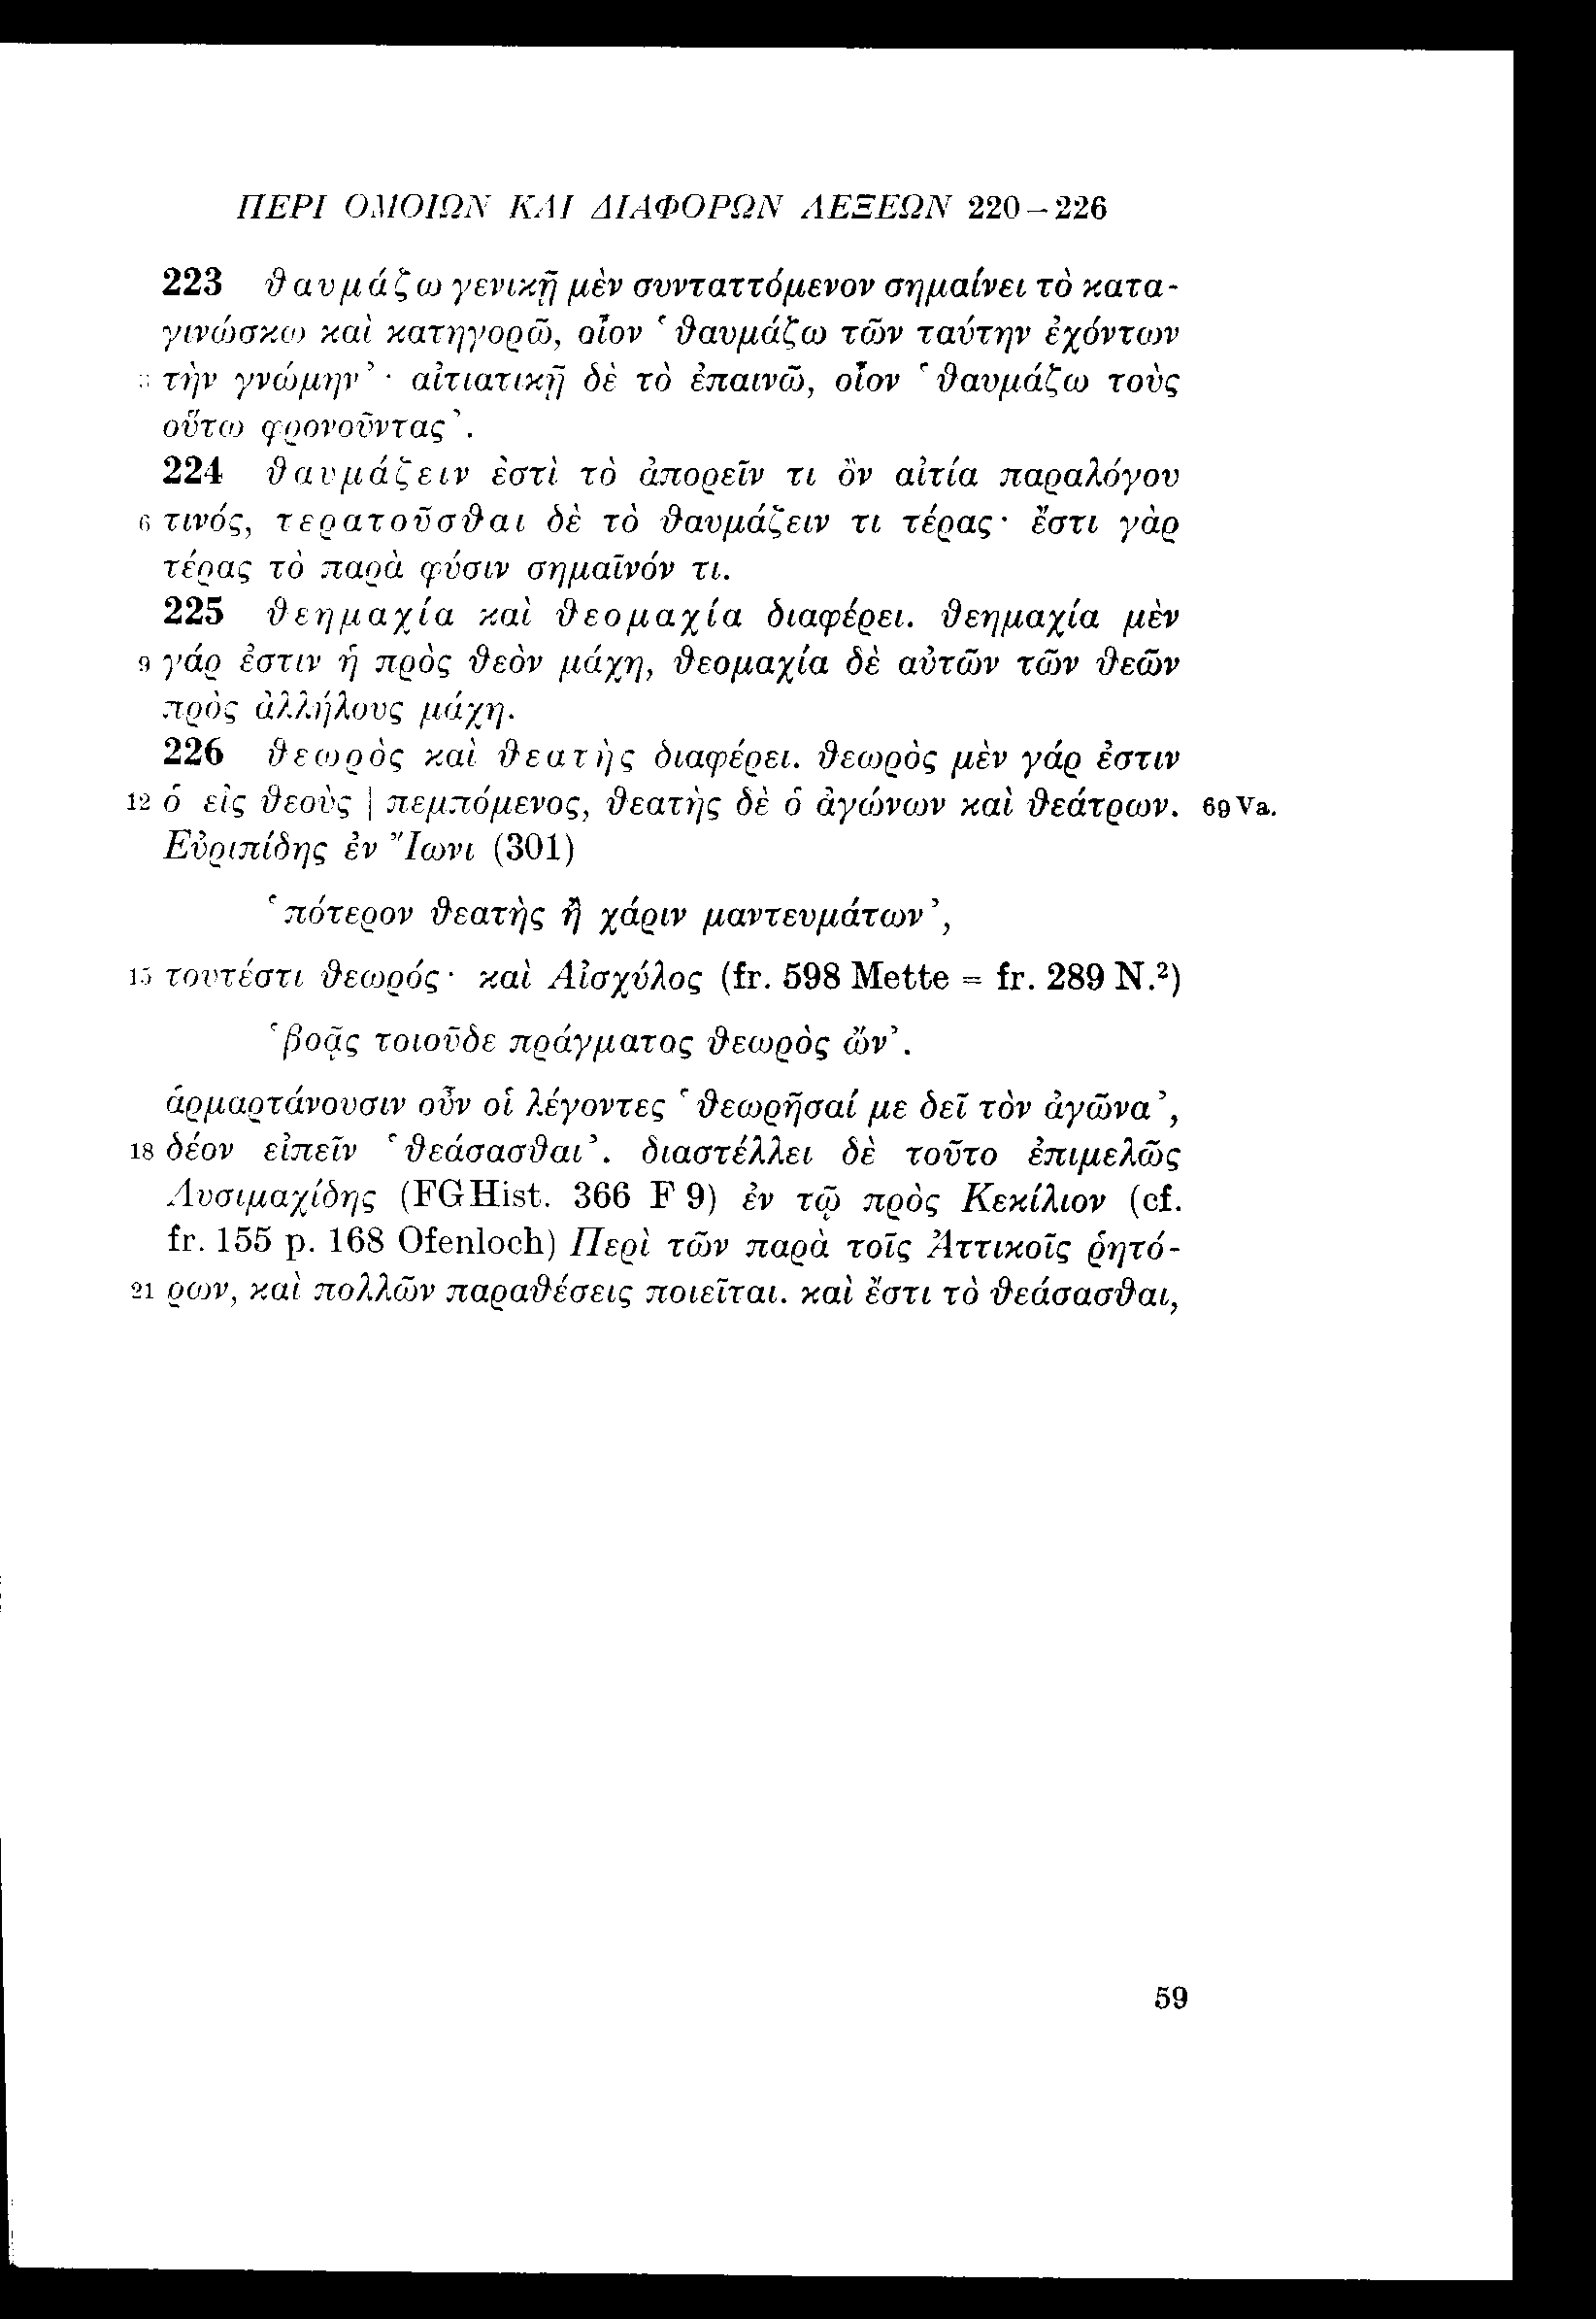 ΠΕΡΙ ΟΜΟΙΩΝ ΚΑΙ ΔΙΑΦΟΡΩΝ ΛΕΞΕΩΝ 220–226
223 θαυμάζω γενικῇ μὲν συνταττόμενον σημαίνει τὸ κατα-
γινώσκω καὶ κατηγορῶ, οἷον ‘θαυμάζω τῶν ταύτην ἐχόντων
3 τὴν γνώμην’· αἰτιατικῇ δὲ τὸ ἐπαινῶ, οἷον ‘θαυμάζω τοὺς
οὕτω φρονοῦντας’.
224 θαυμάζειν ἐστὶ τὸ ἀπορεῖν τι ὂν αἰτία παραλόγου
6 τινός, τερατοῦσθαι δὲ τὸ θαυμάζειν τι τέρας· ἔστι γὰρ
τέρας τὸ παρὰ φύσιν σημαῖνόν τι.
225 θεημαχία καὶ θεομαχία διαφέρει. θεημαχία μὲν
9 γάρ ἐστιν ἡ πρὸς θεὸν μάχη, θεομαχία δὲ αὐτῶν τῶν θεῶν
πρὸς ἀλλήλους μάχη.
226 θεωρὸς καὶ θεατὴς διαφέρει. θεωρὸς μὲν γάρ ἐστιν
12 ὁ εἰς θεοὺς | πεμπόμενος, θεατὴς δὲ ὁ ἀγώνων καὶ θεάτρων. 69 Va.
Εὐριπίδης ἐν Ἴωνι (301)
‘πότερον θεατὴς ἢ χάριν μαντευμάτων’,
15 τουτέστι θεωρός· καὶ Αἰσχύλος (fr. 598 Mette = fr. 289 N.²)
‘βοᾷς τοιοῦδε πράγματος θεωρὸς ὤν’.
ἁρμαρτάνουσιν οὖν οἱ λέγοντες ‘θεωρῆσαί με δεῖ τὸν ἀγῶνα’,
18 δέον εἰπεῖν ‘θεάσασθαι’. διαστέλλει δὲ τοῦτο ἐπιμελῶς
Λυσιμαχίδης (FGHist. 366 F 9) ἐν τῷ πρὸς Κεκίλιον (cf.
fr. 155 p. 168 Ofenloch) Περὶ τῶν παρὰ τοῖς Ἀττικοῖς ῥητό-
21 ρων, καὶ πολλῶν παραθέσεις ποιεῖται. καὶ ἔστι τὸ θεάσασθαι,
59